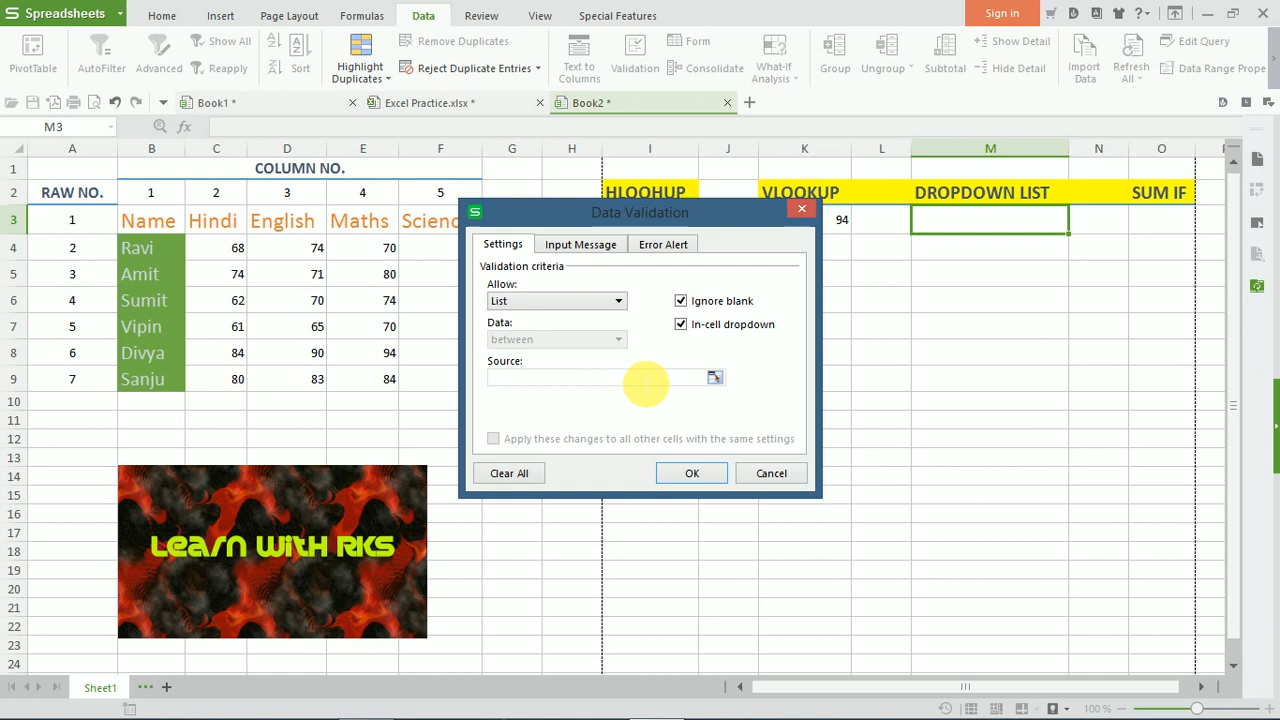 Spreadsheets Home Insert Page Layout Formulas Data Review View Special Features Sign in
PivotTable AutoFilter Advanced Show All Reapply Sort Highlight Duplicates Remove Duplicates Reject Duplicate Entries Text to Columns Validation Form Consolidate What-If Analysis Group Ungroup Subtotal Show Detail Hide Detail Import Data Refresh All Edit Query Data Range Prope
Book1 * Excel Practice.xlsx * Book2 *
M3 fx
A B C D E F G H I J K L M N O
1 COLUMN NO.
2 RAW NO. 1 2 3 4 5 HLOOHUP VLOOKUP DROPDOWN LIST SUM IF
3 1 Name Hindi English Maths Scienc 94
4 2 Ravi 68 74 70
5 3 Amit 74 71 80
6 4 Sumit 62 70 74
7 5 Vipin 61 65 70
8 6 Divya 84 90 94
9 7 Sanju 80 83 84
10
11
12
13
14
15
16
17
18
19
20
21
22
23
24
Data Validation
Settings Input Message Error Alert
Validation criteria
Allow:
List Ignore blank
Data: In-cell dropdown
between
Source:
Apply these changes to all other cells with the same settings
Clear All OK Cancel
Learn With RKS
Sheet1
100 %